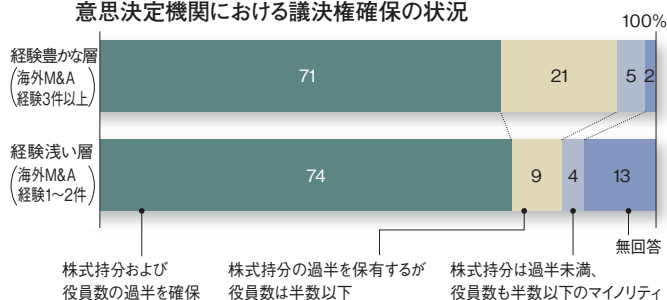 意思決定機関における議決権確保の状況
100%
経験豊かな層
(海外M&A
経験3件以上)
71
21
5
2
経験浅い層
(海外M&A
経験1〜2件)
74
9
4
13
無回答
株式持分および
役員数の過半を確保
株式持分の過半を保有するが
役員数は半数以下
株式持分は過半未満、
役員数も半数以下のマイノリティ